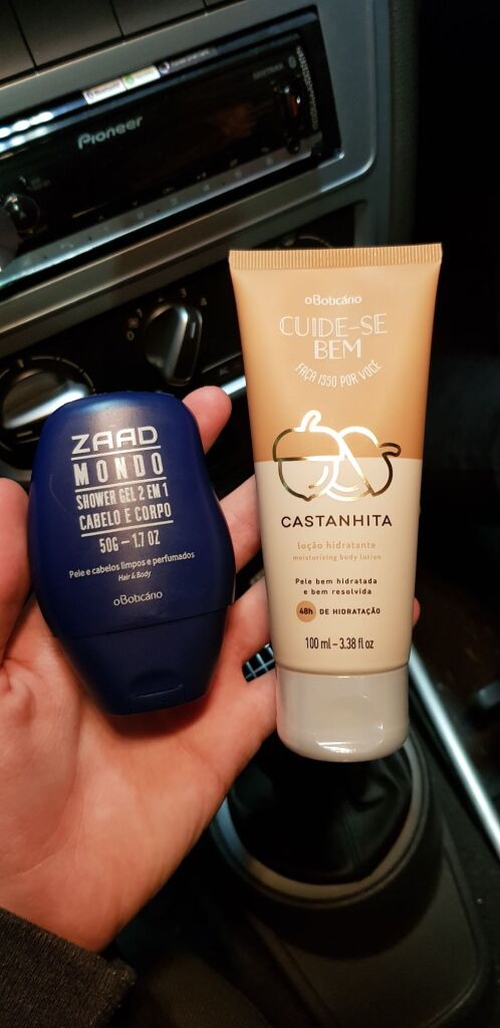 Pioneer
ZAAD
MONDO
SHOWER GEL 2 EM 1
CABELO E CORPO
50G – 1.7 OZ
Pele e cabelos limpos e perfumados
Hair & Body
oBoticário
oBoticário
CUIDE-SE
BEM
FAÇA ISSO POR VOCÊ
CASTANHITA
loção hidratante
moisturizing body lotion
Pele bem hidratada
e bem resolvida
48h DE HIDRATAÇÃO
100 ml – 3.38 fl oz